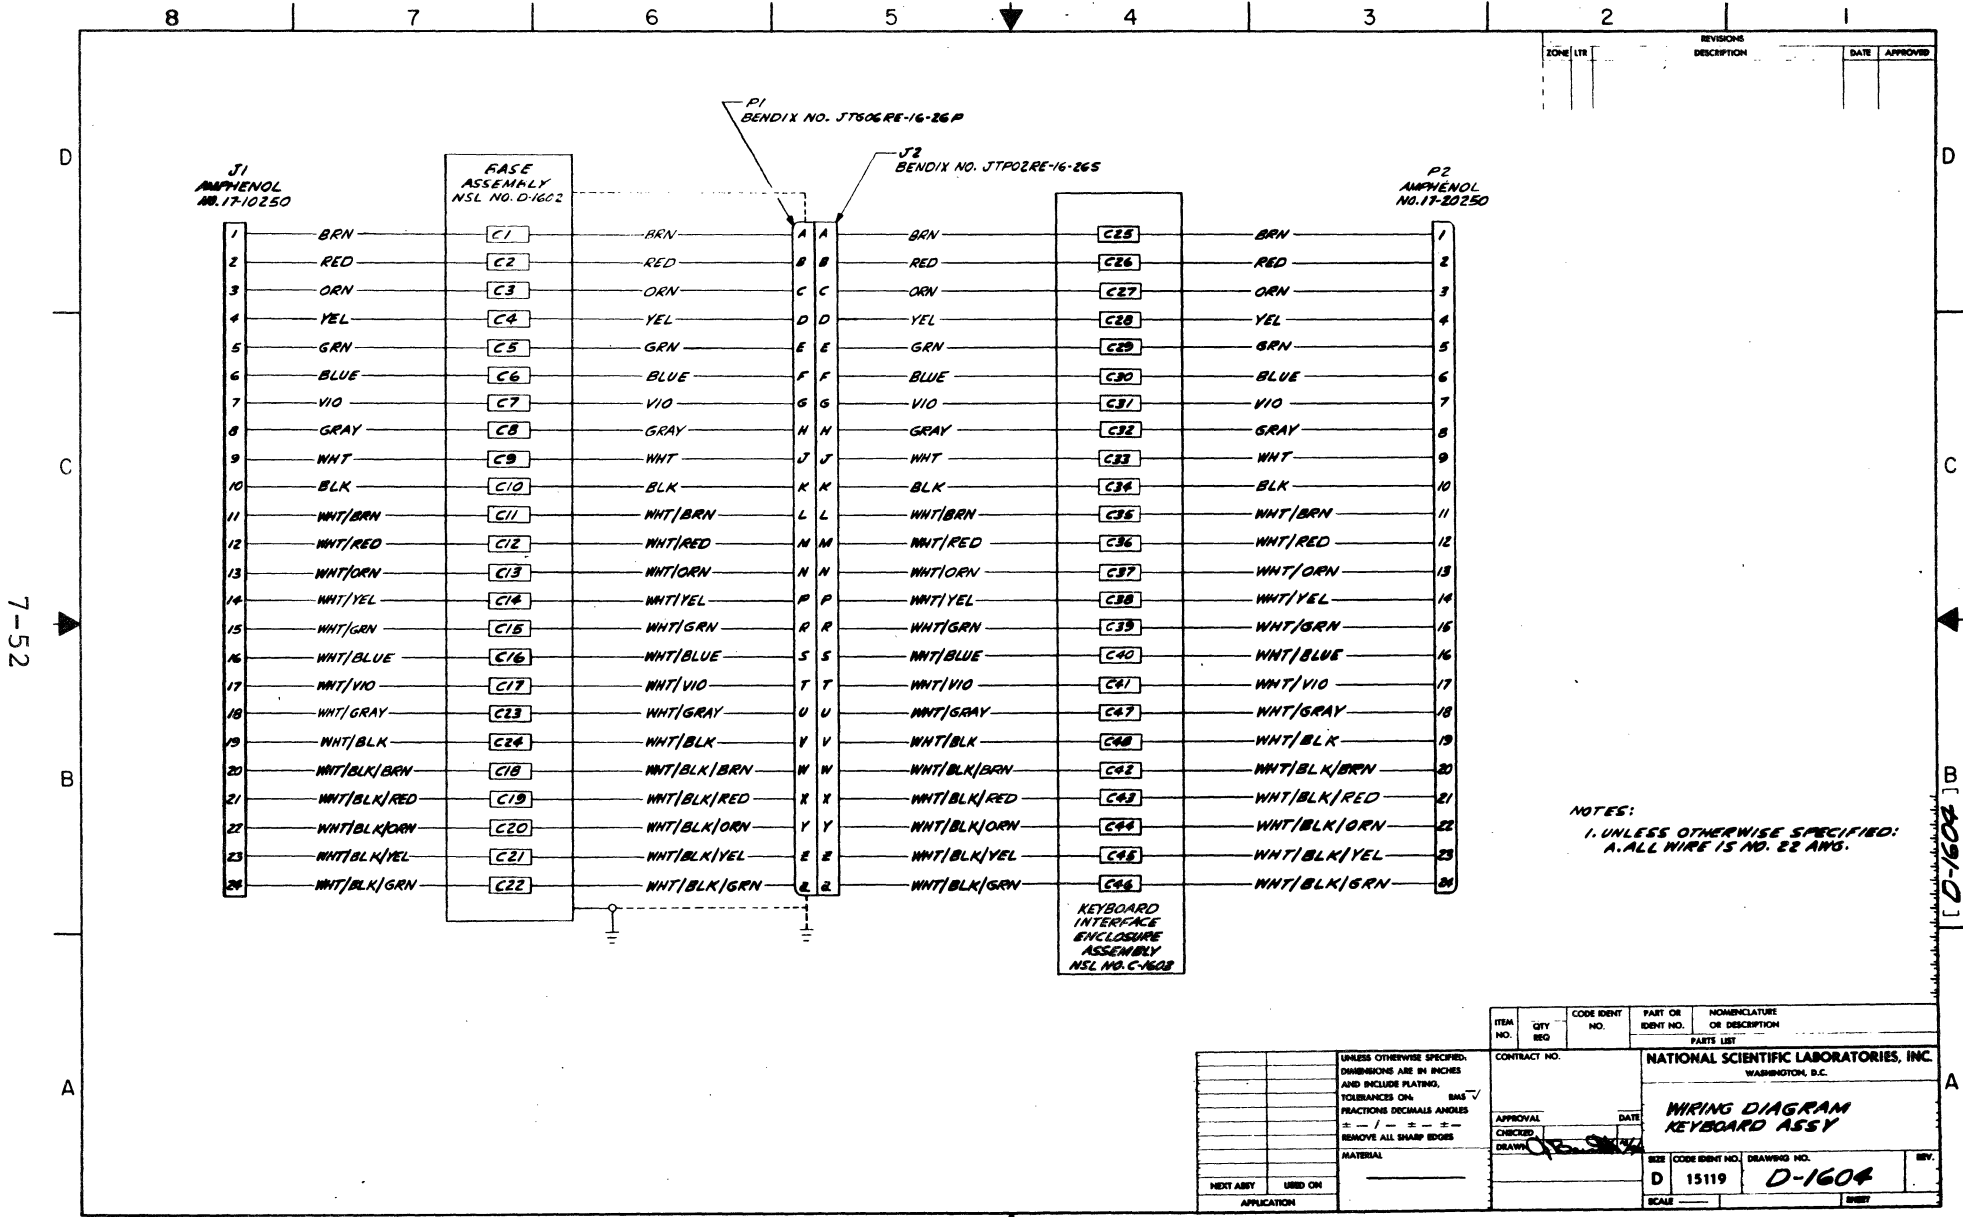 8 7 6 5 4 3 2 1
REVISIONS
ZONE LTR DESCRIPTION DATE APPROVED
P1
BENDIX NO. JT606RE-16-26P
J2
BENDIX NO. JTP02RE-16-26S
D D
J1
AMPHENOL
NO. 17-10250
BASE
ASSEMBLY
NSL NO. D-1602
P2
AMPHENOL
NO. 17-20250
1 BRN C1 BRN A A BRN C25 BRN 1
2 RED C2 RED B B RED C26 RED 2
3 ORN C3 ORN C C ORN C27 ORN 3
4 YEL C4 YEL D D YEL C28 YEL 4
5 GRN C5 GRN E E GRN C29 GRN 5
6 BLUE C6 BLUE F F BLUE C30 BLUE 6
7 VIO C7 VIO G G VIO C31 VIO 7
8 GRAY C8 GRAY H H GRAY C32 GRAY 8
C C
9 WHT C9 WHT J J WHT C33 WHT 9
10 BLK C10 BLK K K BLK C34 BLK 10
11 WHT/BRN C11 WHT/BRN L L WHT/BRN C35 WHT/BRN 11
12 WHT/RED C12 WHT/RED M M WHT/RED C36 WHT/RED 12
13 WHT/ORN C13 WHT/ORN N N WHT/ORN C37 WHT/ORN 13
14 WHT/YEL C14 WHT/YEL P P WHT/YEL C38 WHT/YEL 14
15 WHT/GRN C15 WHT/GRN R R WHT/GRN C39 WHT/GRN 15
7-52
16 WHT/BLUE C16 WHT/BLUE S S WHT/BLUE C40 WHT/BLUE 16
17 WHT/VIO C17 WHT/VIO T T WHT/VIO C41 WHT/VIO 17
18 WHT/GRAY C23 WHT/GRAY U U WHT/GRAY C47 WHT/GRAY 18
19 WHT/BLK C24 WHT/BLK V V WHT/BLK C48 WHT/BLK 19
20 WHT/BLK/BRN C18 WHT/BLK/BRN W W WHT/BLK/BRN C42 WHT/BLK/BRN 20
B B
21 WHT/BLK/RED C19 WHT/BLK/RED X X WHT/BLK/RED C43 WHT/BLK/RED 21
22 WHT/BLK/ORN C20 WHT/BLK/ORN Y Y WHT/BLK/ORN C44 WHT/BLK/ORN 22
23 WHT/BLK/YEL C21 WHT/BLK/YEL Z Z WHT/BLK/YEL C45 WHT/BLK/YEL 23
24 WHT/BLK/GRN C22 WHT/BLK/GRN a a WHT/BLK/GRN C46 WHT/BLK/GRN 24
KEYBOARD
INTERFACE
ENCLOSURE
ASSEMBLY
NSL NO. C-1603
NOTES:
1. UNLESS OTHERWISE SPECIFIED:
A. ALL WIRE IS NO. 22 AWG.
[D-1604]
A A
ITEM NO. QTY REQ CODE IDENT NO. PART OR IDENT NO. NOMENCLATURE OR DESCRIPTION
PARTS LIST
UNLESS OTHERWISE SPECIFIED:
DIMENSIONS ARE IN INCHES
AND INCLUDE PLATING,
TOLERANCES ON: RMS √
FRACTIONS DECIMALS ANGLES
± — / — ± — ± —
REMOVE ALL SHARP EDGES
MATERIAL
NEXT ASSY USED ON
APPLICATION
CONTRACT NO.
APPROVAL DATE
CHECKED
DRAWN
NATIONAL SCIENTIFIC LABORATORIES, INC.
WASHINGTON, D.C.
WIRING DIAGRAM
KEYBOARD ASSY
SIZE CODE IDENT NO. DRAWING NO. REV.
D 15119 D-1604
SCALE SHEET